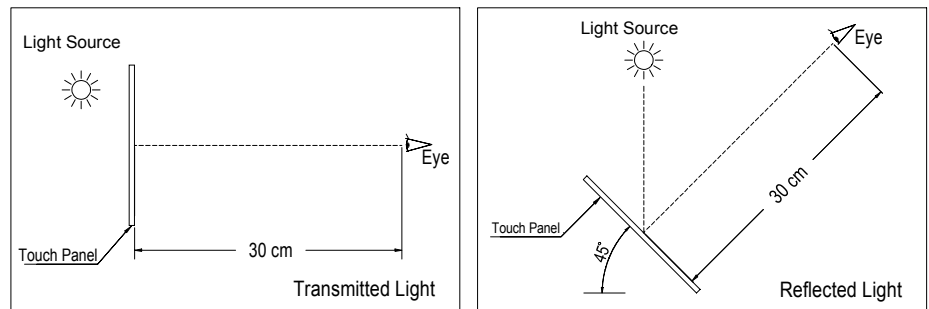 Light Source
Eye
Touch Panel
30 cm
Transmitted Light
Light Source
Eye
30 cm
Touch Panel
45°
Reflected Light